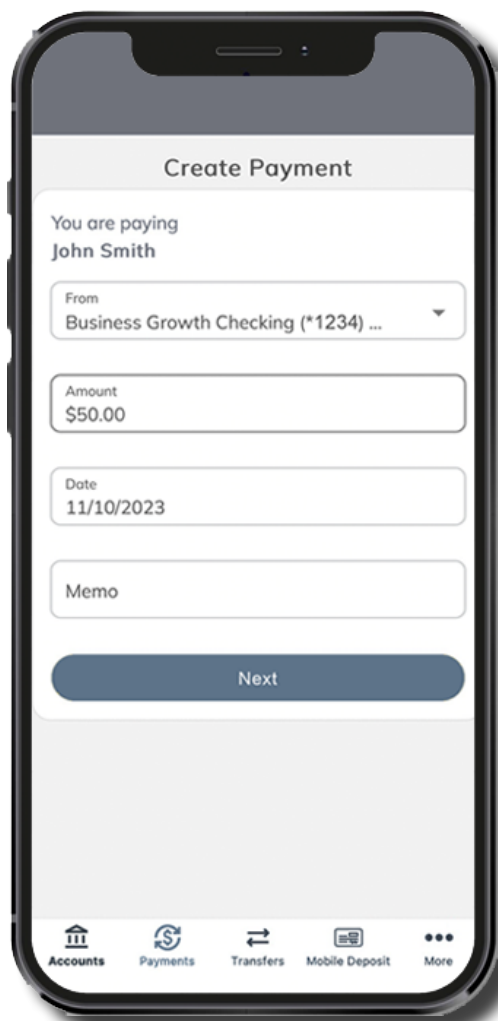 Create Payment
You are paying
John Smith
From
Business Growth Checking (*1234) ...
Amount
$50.00
Date
11/10/2023
Memo
Next
Accounts Payments Transfers Mobile Deposit More